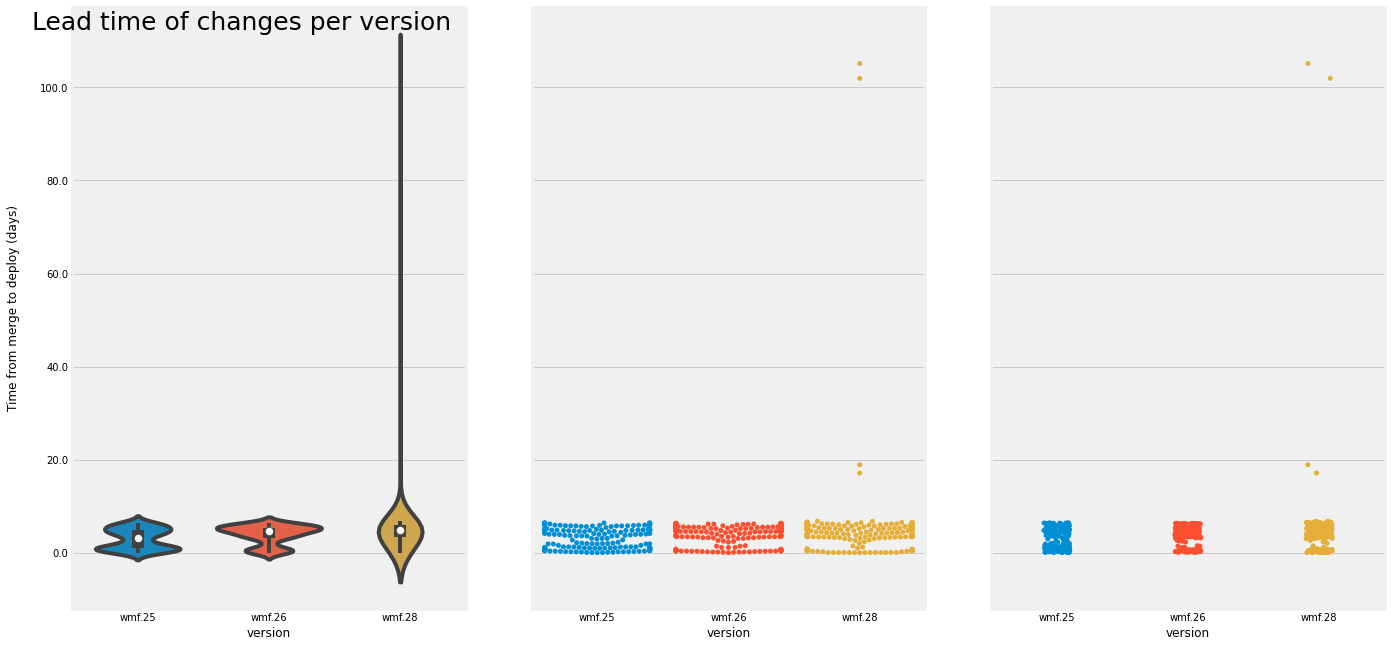 Lead time of changes per version
Time from merge to deploy (days)
100.0
80.0
60.0
40.0
20.0
0.0
wmf.25 wmf.26 wmf.28
version
wmf.25 wmf.26 wmf.28
version
wmf.25 wmf.26 wmf.28
version